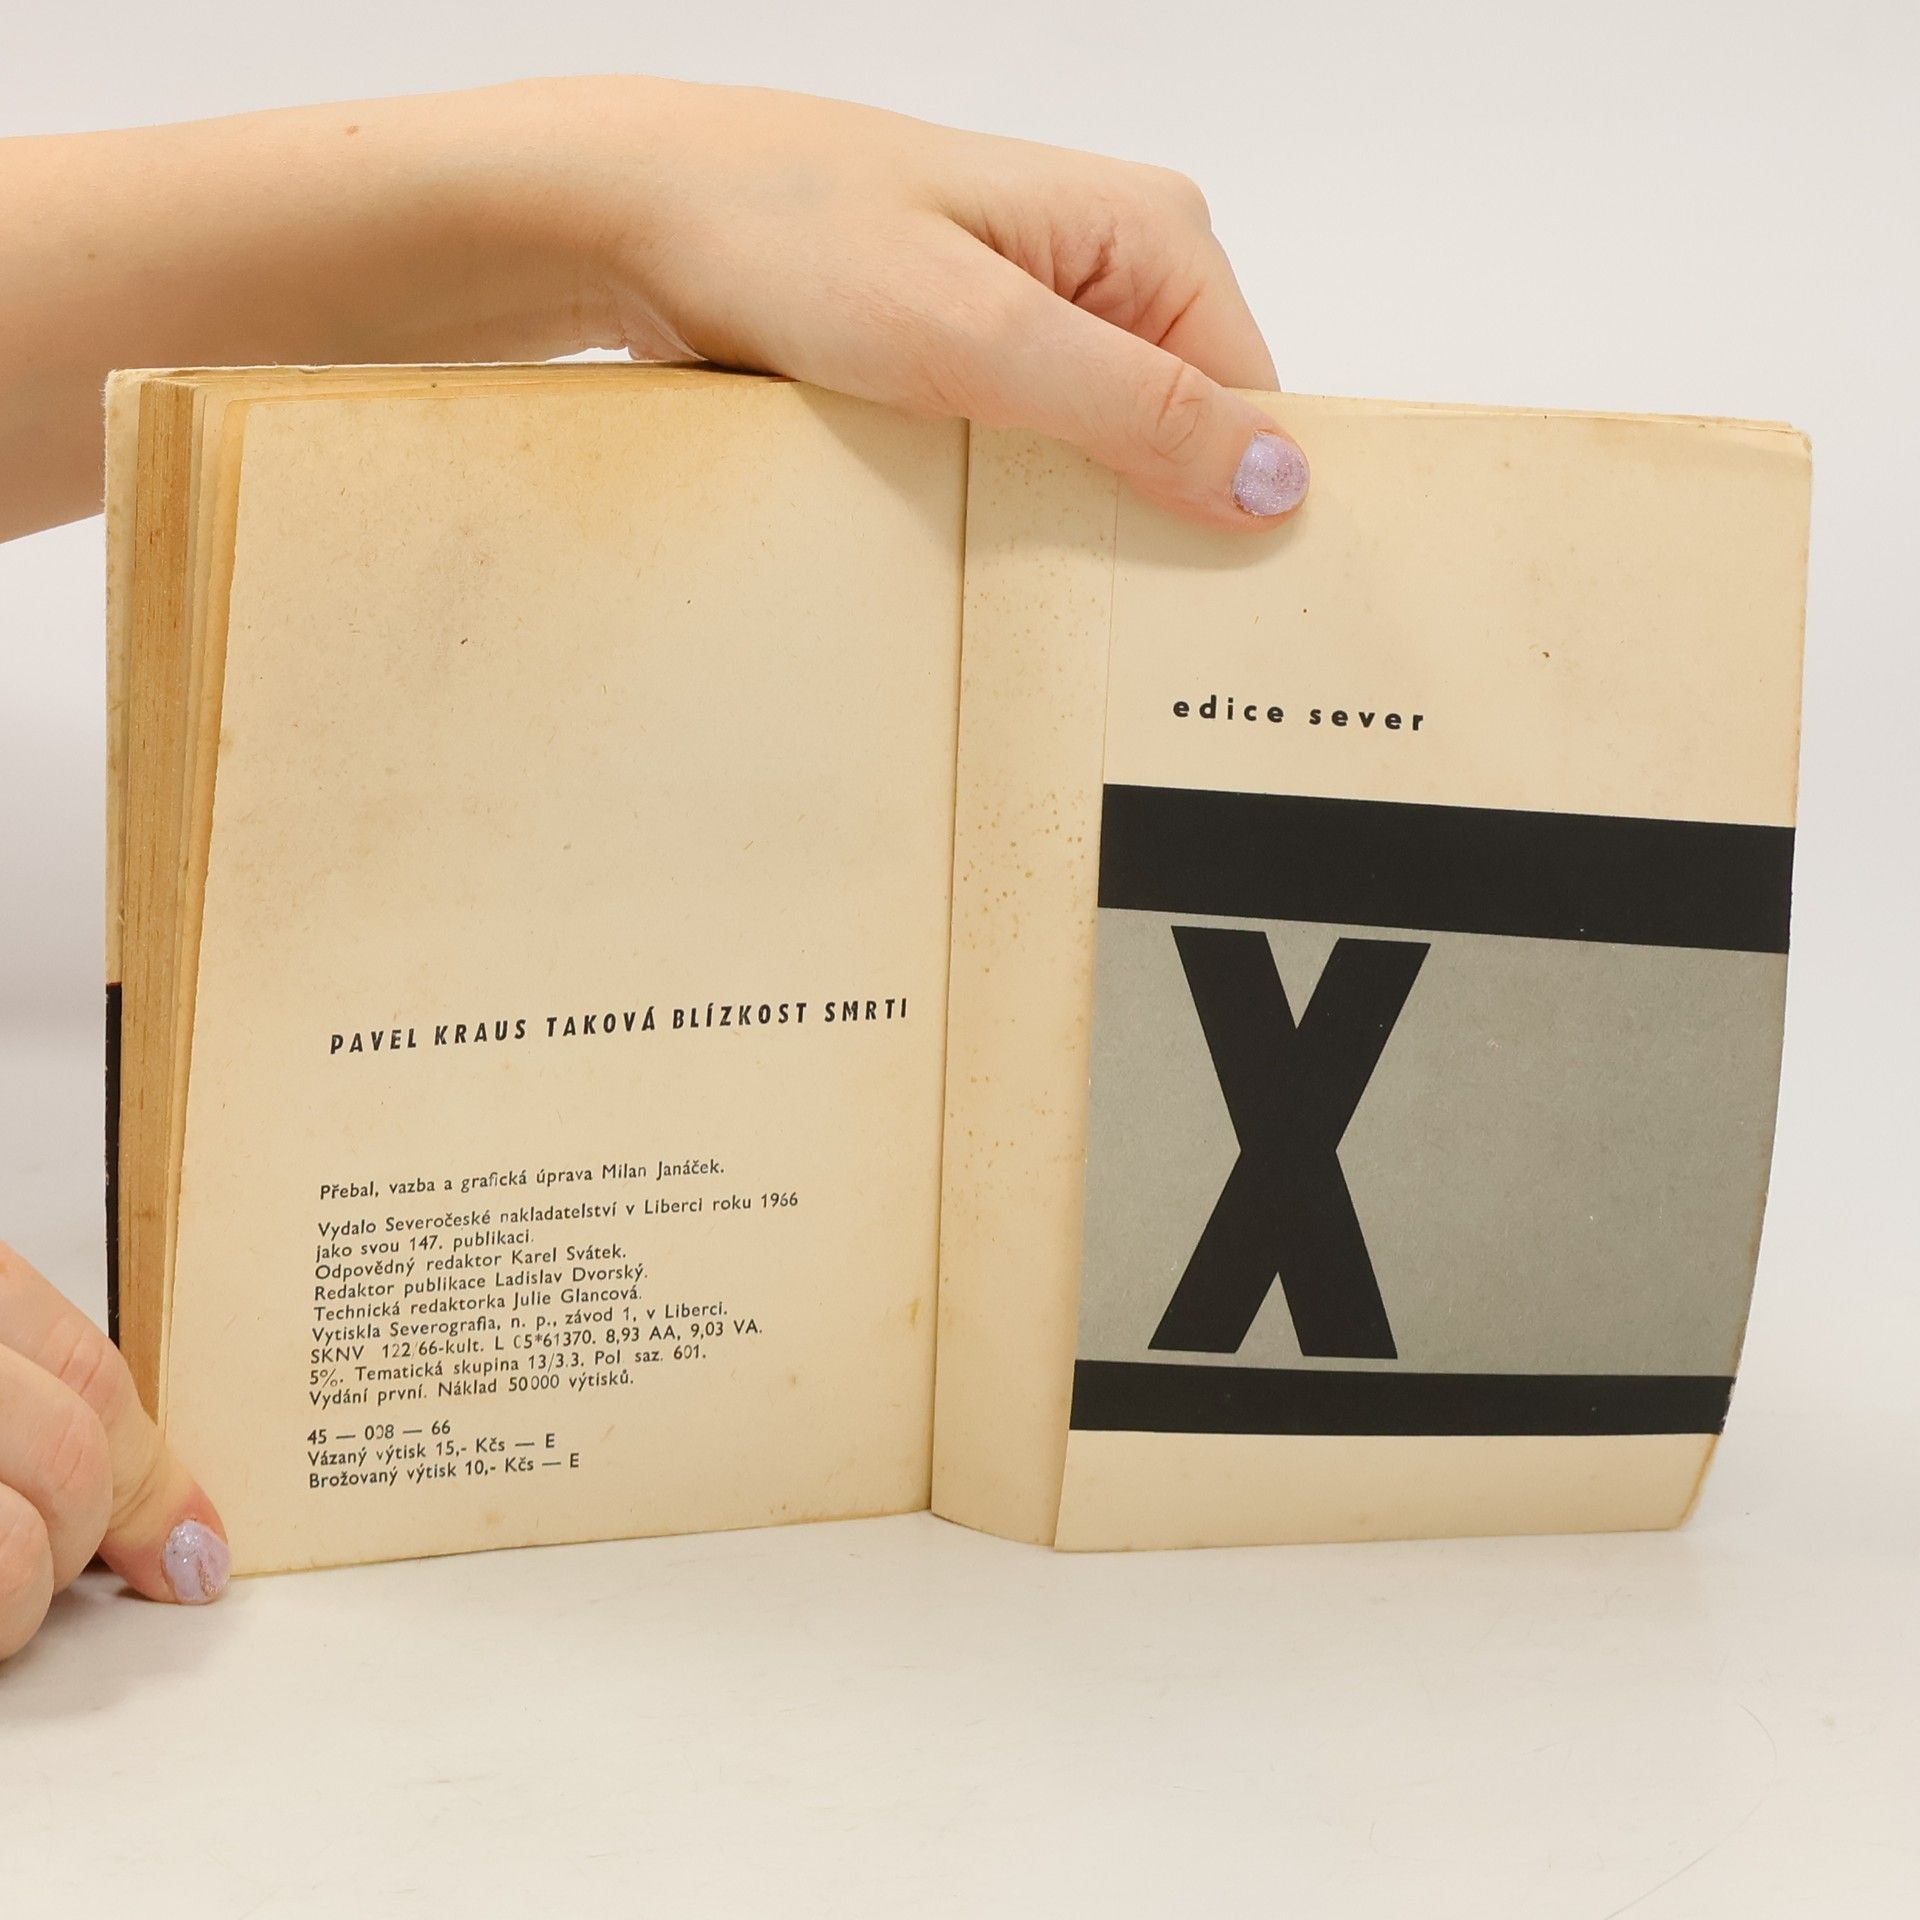 PAVEL KRAUS TAKOVÁ BLÍZKOST SMRTI
Přebal, vazba a grafická úprava Milan Janáček.
Vydalo Severočeské nakladatelství v Liberci roku 1966
jako svou 147. publikaci.
Odpovědný redaktor Karel Svátek.
Redaktor publikace Ladislav Dvorský.
Technická redaktorka Julie Glancová.
Vytiskla Severografia, n. p., závod 1, v Liberci.
SKNV 122/66-kult. L 05*61370. 8,93 AA, 9,03 VA.
5%. Tematická skupina 13/3.3. Pol. saz. 601.
Vydání první. Náklad 50000 výtisků.
45 — 008 — 66
Vázaný výtisk 15,- Kčs — E
Brožovaný výtisk 10,- Kčs — E
edice sever
X